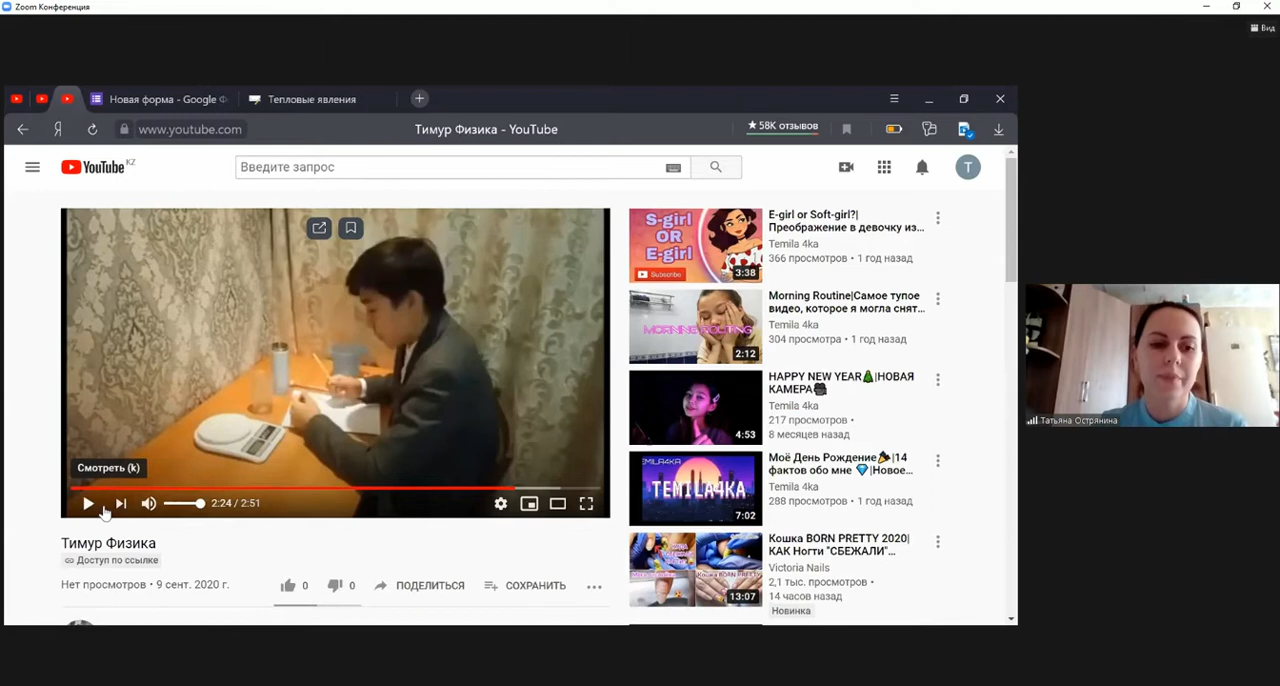 Zoom Конференция
Вид
Новая форма - Google Ф
Тепловые явления
www.youtube.com
Тимур Физика - YouTube
★ 58K отзывов
YouTube KZ
Введите запрос
T
S-girl
OR
E-girl
Subscribe
3:38
E-girl or Soft-girl?|
Преображение в девочку из...
Temila 4ka
366 просмотров • 1 год назад
MORNING ROUTING
2:12
Morning Routine|Самое тупое
видео, которое я могла снят...
Temila 4ka
304 просмотра • 1 год назад
4:53
HAPPY NEW YEAR🎄|НОВАЯ
КАМЕРА📷
Temila 4ka
217 просмотров •
8 месяцев назад
TEMILA4KA
7:02
Моё День Рождение🎉|14
фактов обо мне 💎|Новое...
Temila 4ka
288 просмотров • 1 год назад
13:07
Кошка BORN PRETTY 2020|
КАК Ногти "СБЕЖАЛИ"...
Victoria Nails
2,1 тыс. просмотров •
14 часов назад
Новинка
Смотреть (k)
2:24 / 2:51
Тимур Физика
Доступ по ссылке
Нет просмотров • 9 сент. 2020 г.
0
0
ПОДЕЛИТЬСЯ
СОХРАНИТЬ
Татьяна Острянина